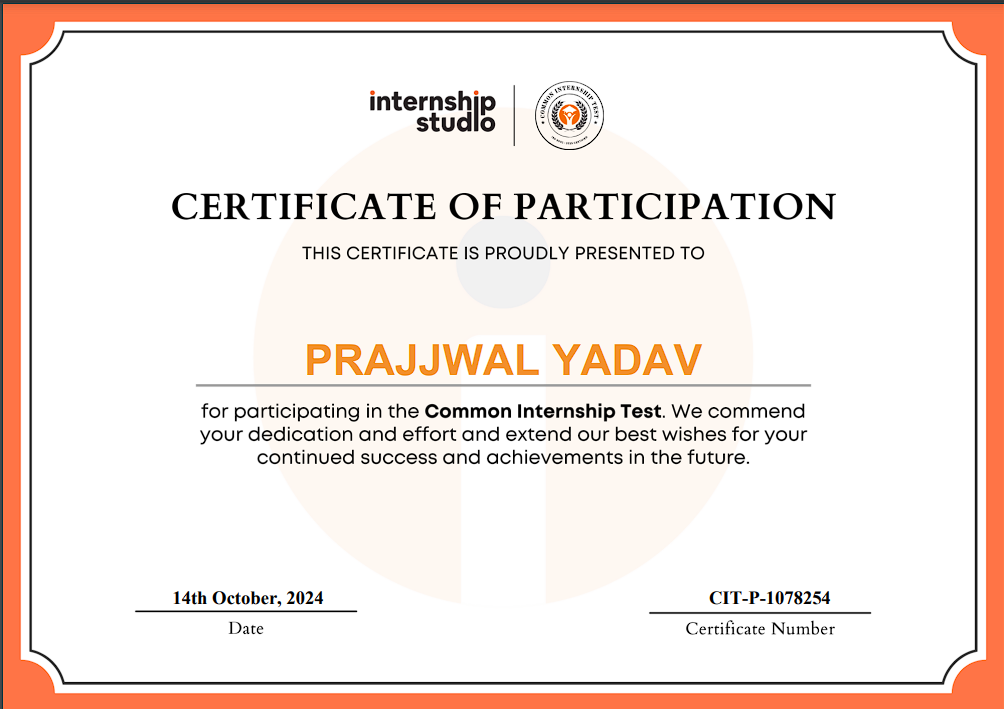 internship
studio
COMMON INTERNSHIP TEST
CERTIFICATE OF PARTICIPATION
THIS CERTIFICATE IS PROUDLY PRESENTED TO
PRAJJWAL YADAV
for participating in the Common Internship Test. We commend
your dedication and effort and extend our best wishes for your
continued success and achievements in the future.
14th October, 2024
Date
CIT-P-1078254
Certificate Number